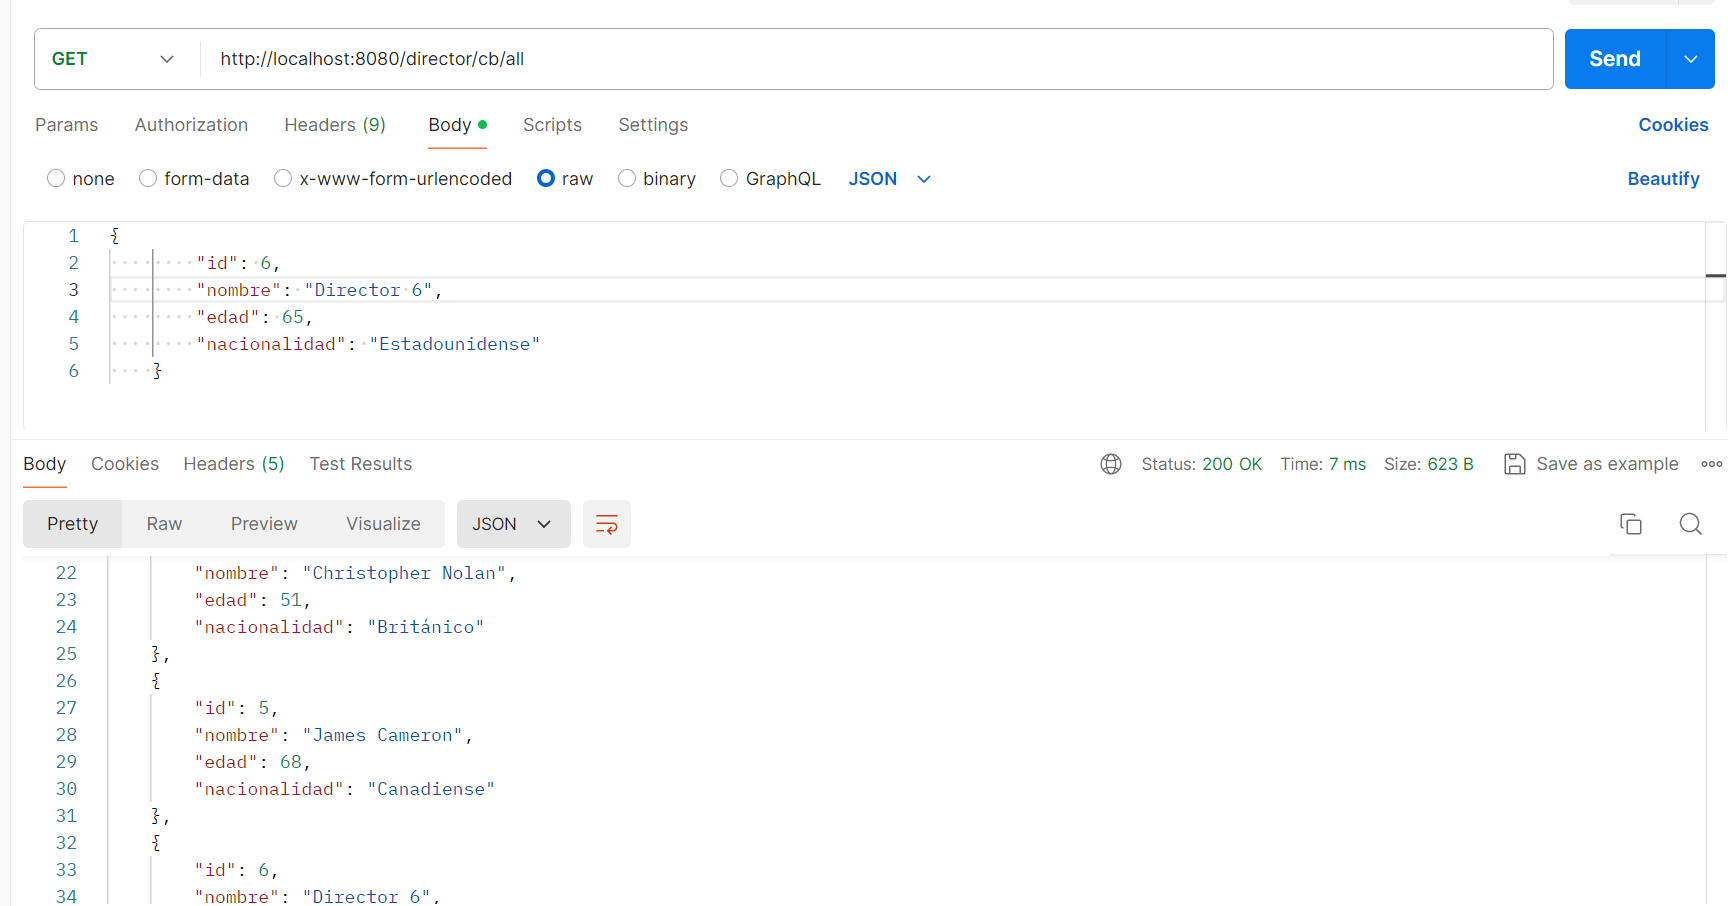 GET http://localhost:8080/director/cb/all Send
Params Authorization Headers (9) Body Scripts Settings Cookies
none form-data x-www-form-urlencoded raw binary GraphQL JSON Beautify
1 {
2 "id": 6,
3 "nombre": "Director 6",
4 "edad": 65,
5 "nacionalidad": "Estadounidense"
6 }
Body Cookies Headers (5) Test Results Status: 200 OK Time: 7 ms Size: 623 B Save as example
Pretty Raw Preview Visualize JSON
22 "nombre": "Christopher Nolan",
23 "edad": 51,
24 "nacionalidad": "Británico"
25 },
26 {
27 "id": 5,
28 "nombre": "James Cameron",
29 "edad": 68,
30 "nacionalidad": "Canadiense"
31 },
32 {
33 "id": 6,
34 "nombre": "Director 6",